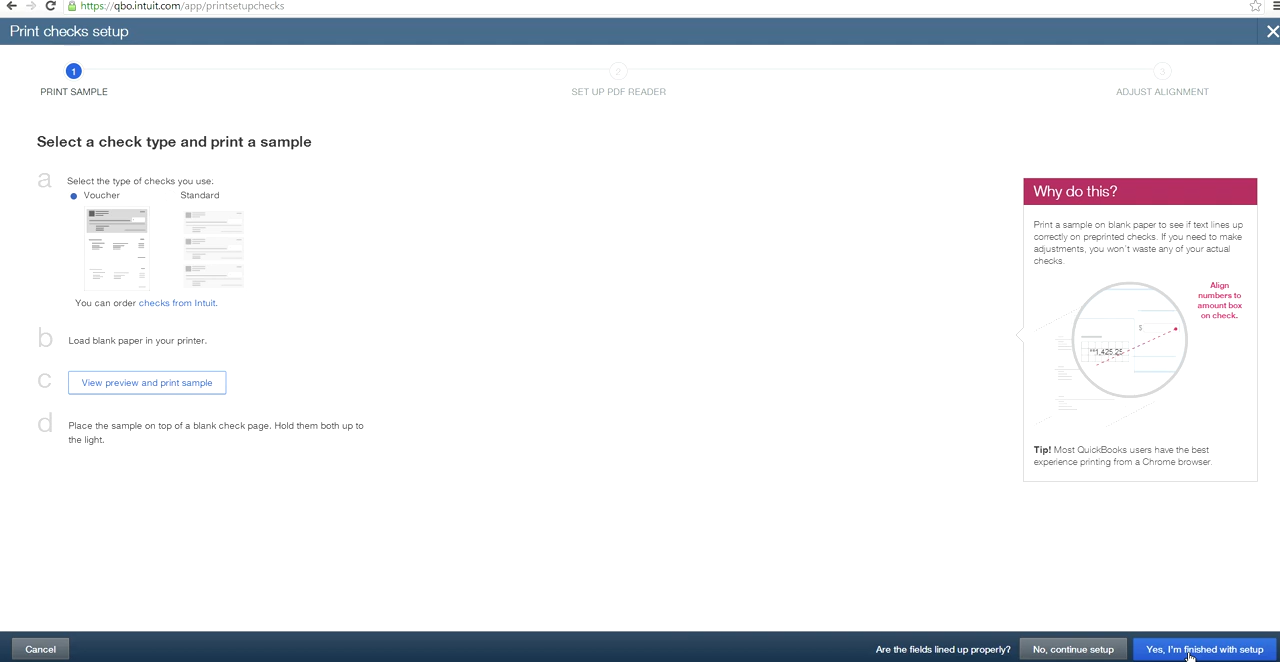 https://qbo.intuit.com/app/printsetupchecks
Print checks setup
1
2
3
PRINT SAMPLE
SET UP PDF READER
ADJUST ALIGNMENT
Select a check type and print a sample
a
Select the type of checks you use:
Voucher
Standard
You can order checks from Intuit.
b
Load blank paper in your printer.
c
View preview and print sample
d
Place the sample on top of a blank check page. Hold them both up to
the light.
Why do this?
Print a sample on blank paper to see if text lines up
correctly on preprinted checks. If you need to make
adjustments, you won't waste any of your actual
checks.
Align
numbers to
amount box
on check.
$
**1,425.25
Tip! Most QuickBooks users have the best
experience printing from a Chrome browser.
Cancel
Are the fields lined up properly?
No, continue setup
Yes, I'm finished with setup